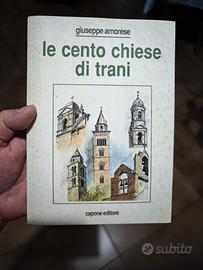 giuseppe amorese
le cento chiese
di trani
capone editore
subito